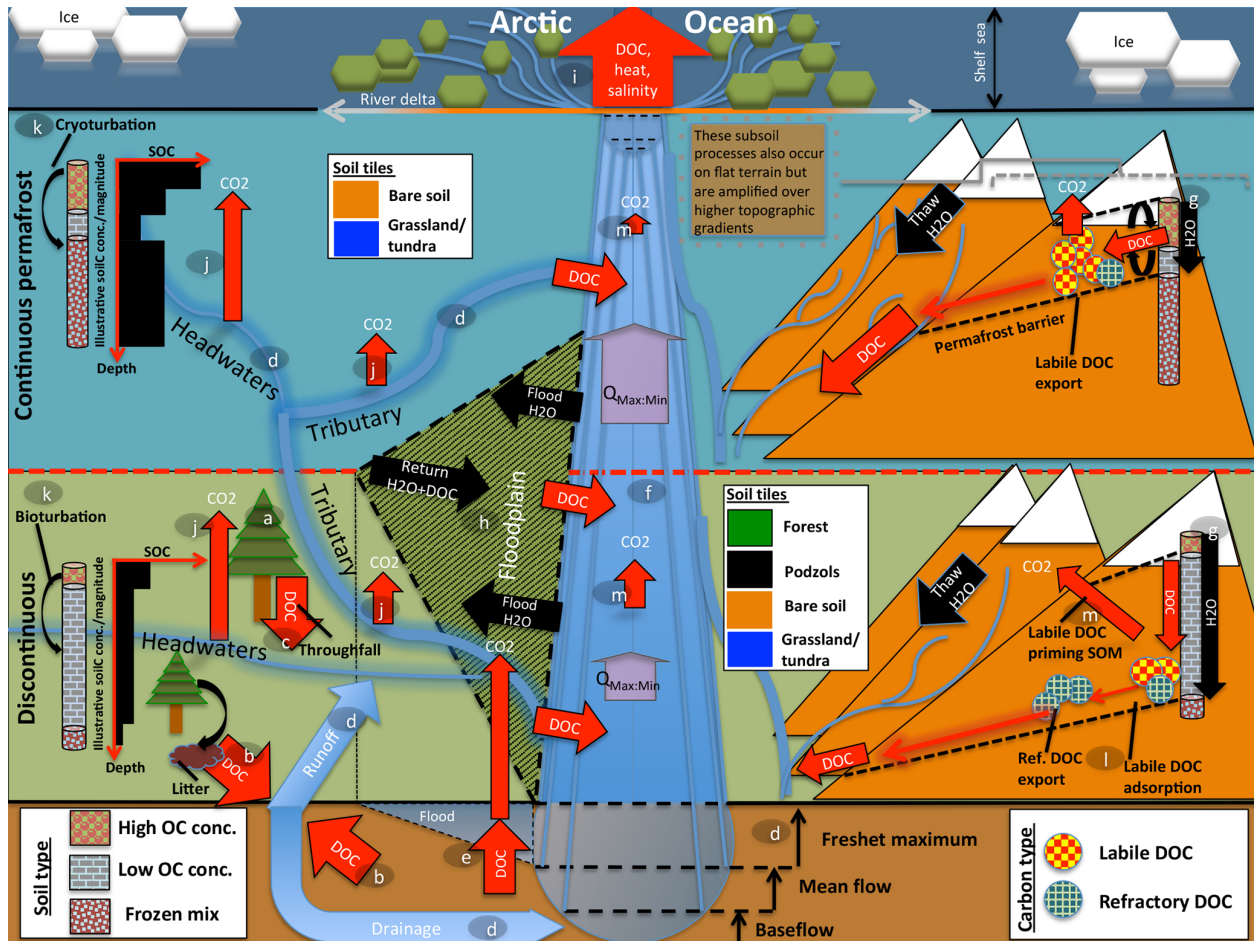 Ice
Arctic Ocean
DOC,
heat,
salinity
i
Shelf sea
Ice
River delta
Continuous permafrost
k
Cryoturbation
SOC
Illustrative soilC conc./magnitude
Depth
CO2
j
Soil tiles
Bare soil
Grassland/
tundra
CO2
m
These subsoil
processes also occur
on flat terrain but
are amplified over
higher topographic
gradients
Thaw
H2O
CO2
g
H2O
DOC
DOC
Permafrost barrier
Labile DOC
export
Headwaters
d
d
DOC
CO2
j
Tributary
Flood
H2O
QMax:Min
Return
H2O+DOC
Floodplain
h
DOC
f
Discontinuous
k
Bioturbation
SOC
Illustrative soilC conc./magnitude
Depth
CO2
j
a
DOC
c
Throughfall
Headwaters
Tributary
CO2
j
Flood
H2O
CO2
CO2
m
QMax:Min
DOC
Soil tiles
Forest
Podzols
Bare soil
Grassland/
tundra
Thaw
H2O
CO2
m
Labile DOC
priming SOM
DOC
g
H2O
DOC
Ref. DOC
export
l
Labile DOC
adsorption
Litter
b
DOC
Runoff
d
Flood
DOC
b
e
DOC
Drainage
d
d
Freshet maximum
Mean flow
Baseflow
Soil type
High OC conc.
Low OC conc.
Frozen mix
Carbon type
Labile DOC
Refractory DOC